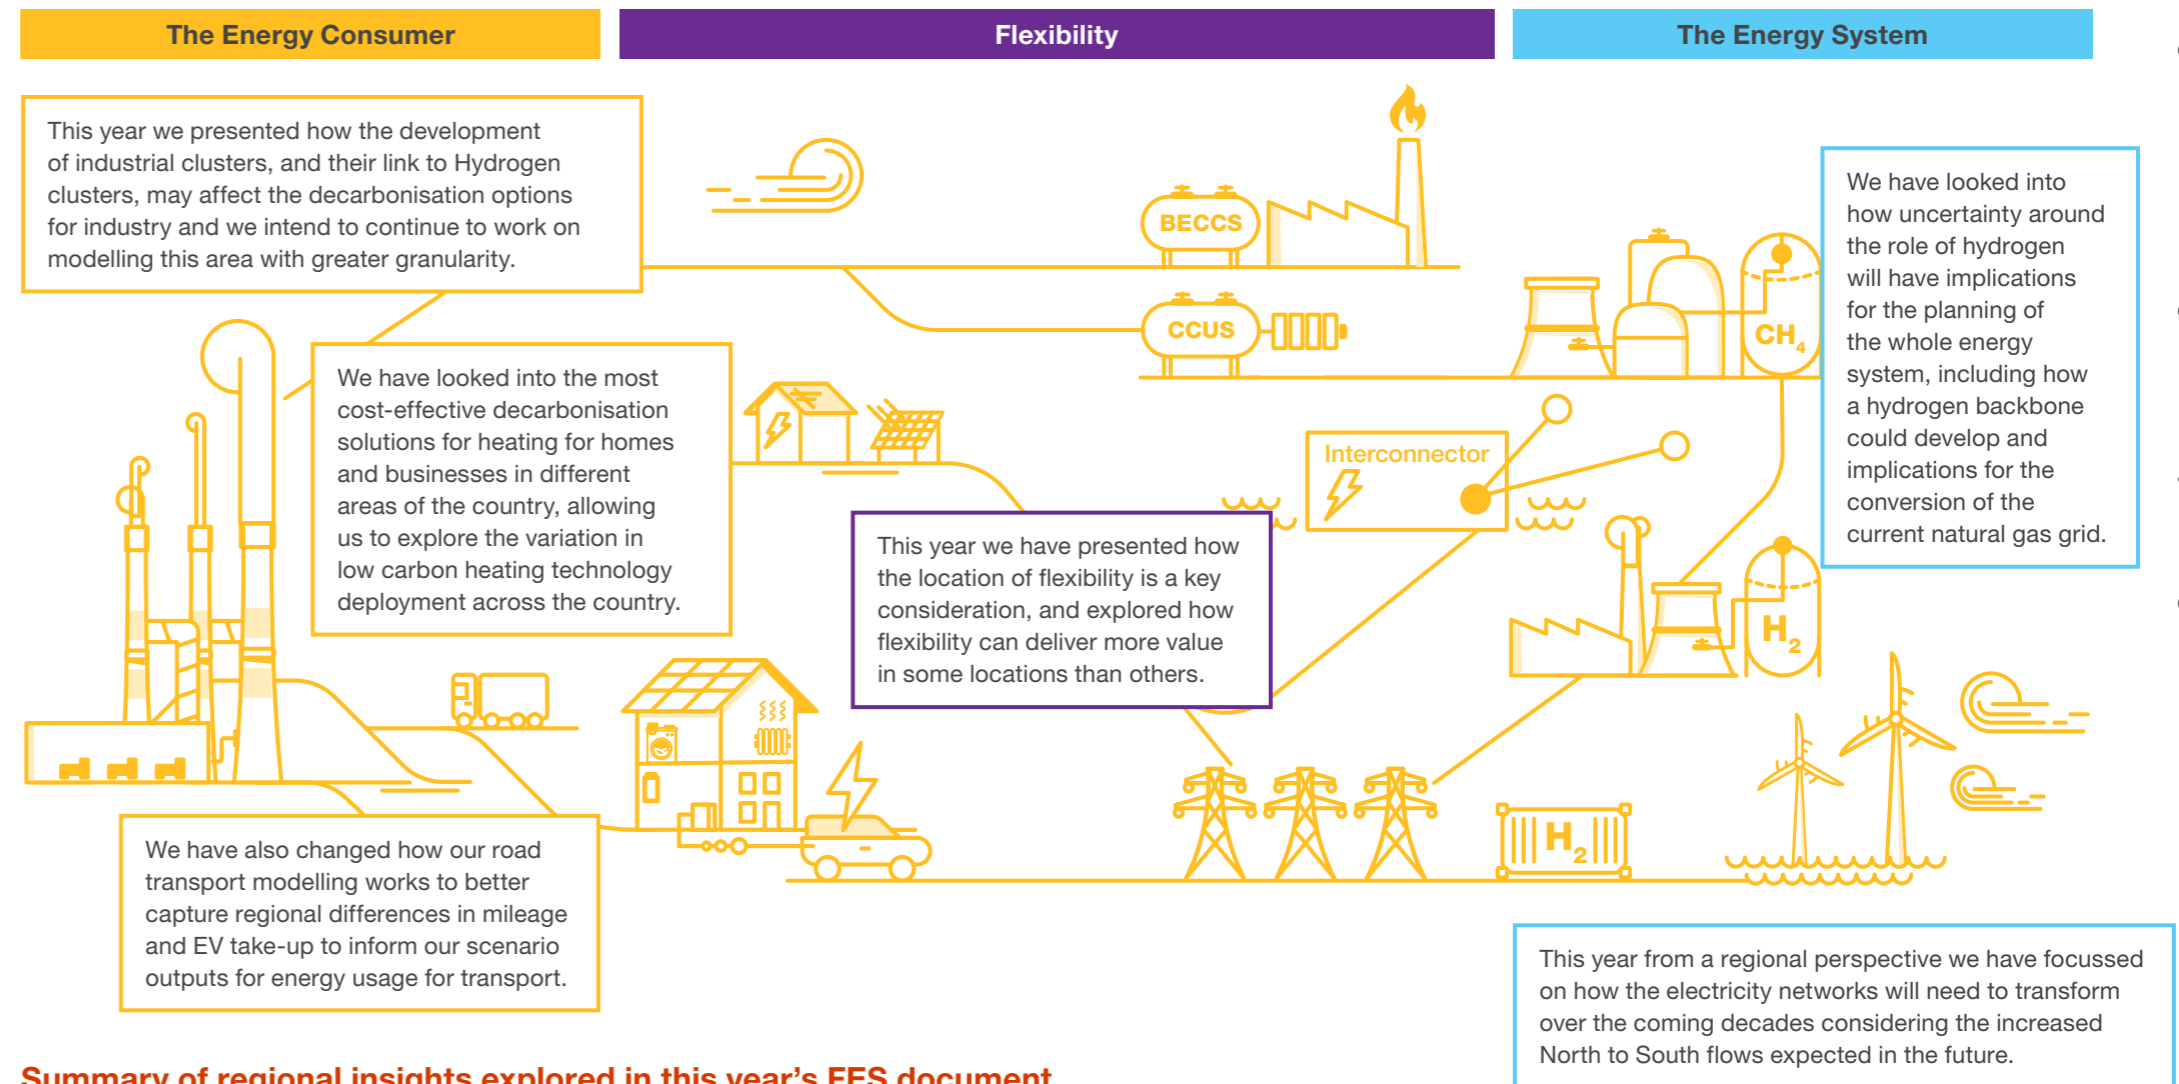 The Energy Consumer
Flexibility
The Energy System
This year we presented how the development
of industrial clusters, and their link to Hydrogen
clusters, may affect the decarbonisation options
for industry and we intend to continue to work on
modelling this area with greater granularity.
BECCS
CCUS
CH4
We have looked into
how uncertainty around
the role of hydrogen
will have implications
for the planning of
the whole energy
system, including how
a hydrogen backbone
could develop and
implications for the
conversion of the
current natural gas grid.
We have looked into the most
cost-effective decarbonisation
solutions for heating for homes
and businesses in different
areas of the country, allowing
us to explore the variation in
low carbon heating technology
deployment across the country.
Interconnector
This year we have presented how
the location of flexibility is a key
consideration, and explored how
flexibility can deliver more value
in some locations than others.
H2
H2
We have also changed how our road
transport modelling works to better
capture regional differences in mileage
and EV take-up to inform our scenario
outputs for energy usage for transport.
This year from a regional perspective we have focussed
on how the electricity networks will need to transform
over the coming decades considering the increased
North to South flows expected in the future.
Summary of regional insights explored in this year's FES document